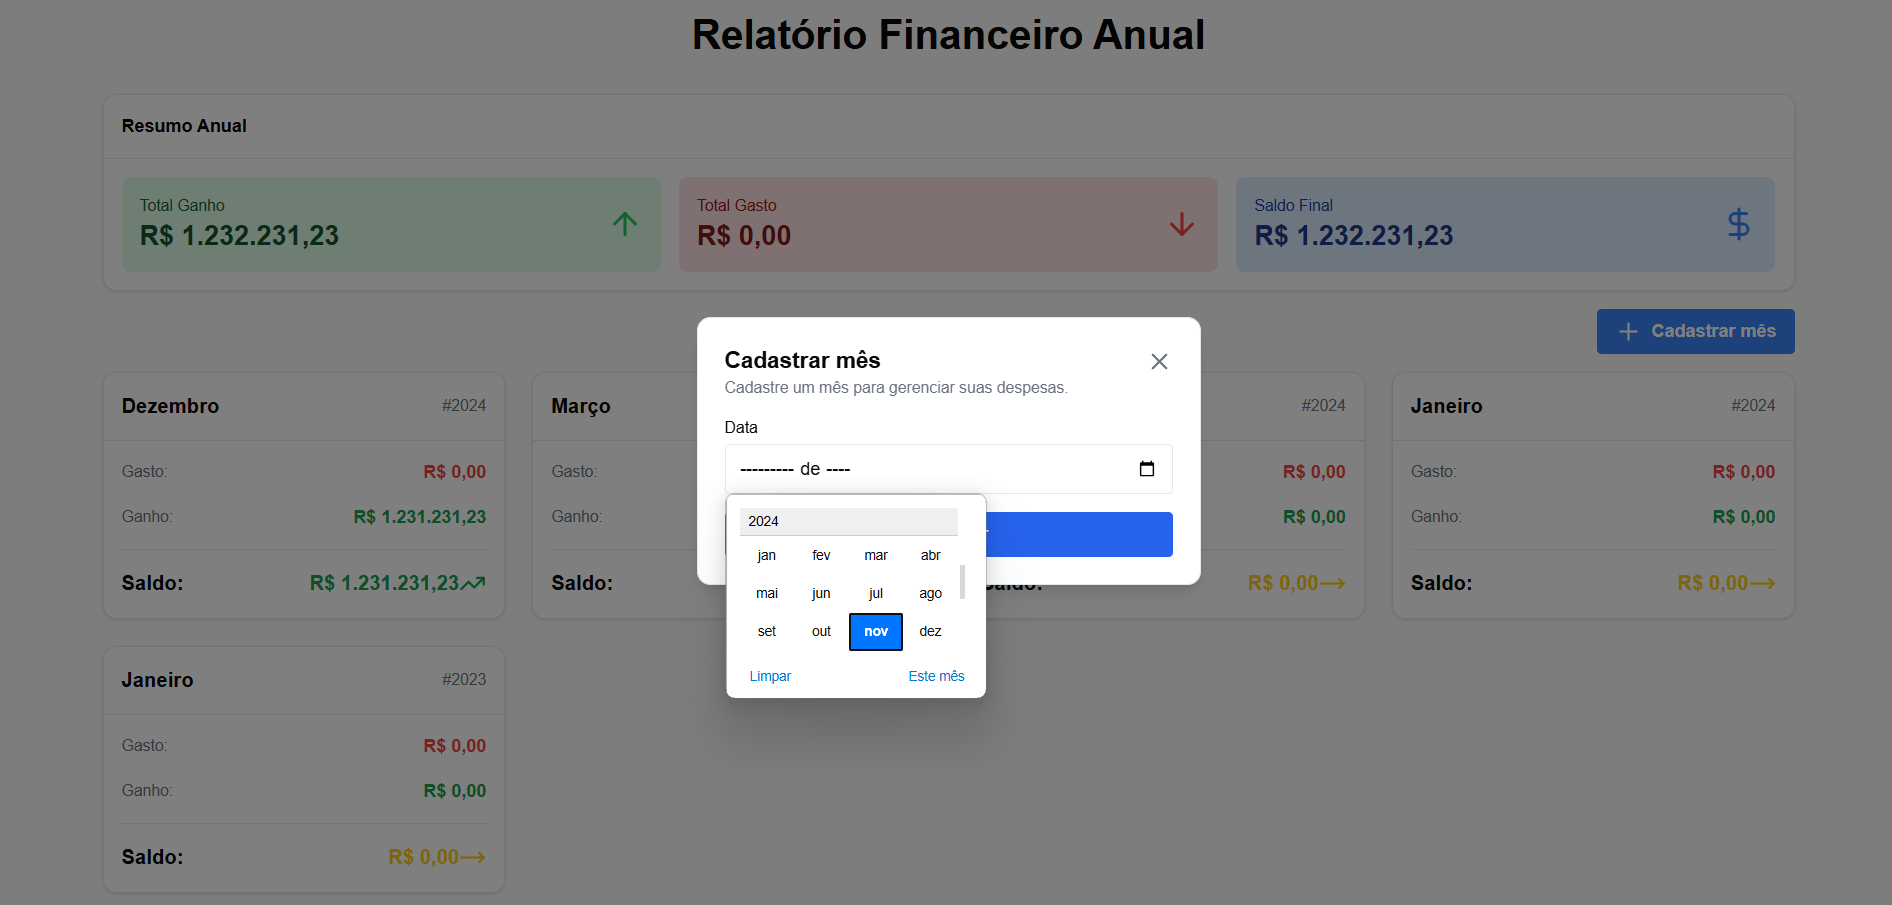 Relatório Financeiro Anual
Resumo Anual
Total Ganho
R$ 1.232.231,23
Total Gasto
R$ 0,00
Saldo Final
R$ 1.232.231,23
Cadastrar mês
Dezembro #2024
Gasto: R$ 0,00
Ganho: R$ 1.231.231,23
Saldo: R$ 1.231.231,23
Março
Gasto:
Ganho:
Saldo:
#2024
R$ 0,00
R$ 0,00
R$ 0,00
Janeiro #2024
Gasto: R$ 0,00
Ganho: R$ 0,00
Saldo: R$ 0,00
Janeiro #2023
Gasto: R$ 0,00
Ganho: R$ 0,00
Saldo: R$ 0,00
Cadastrar mês
Cadastre um mês para gerenciar suas despesas.
Data
--------- de ----
2024
jan fev mar abr
mai jun jul ago
set out nov dez
Limpar Este mês